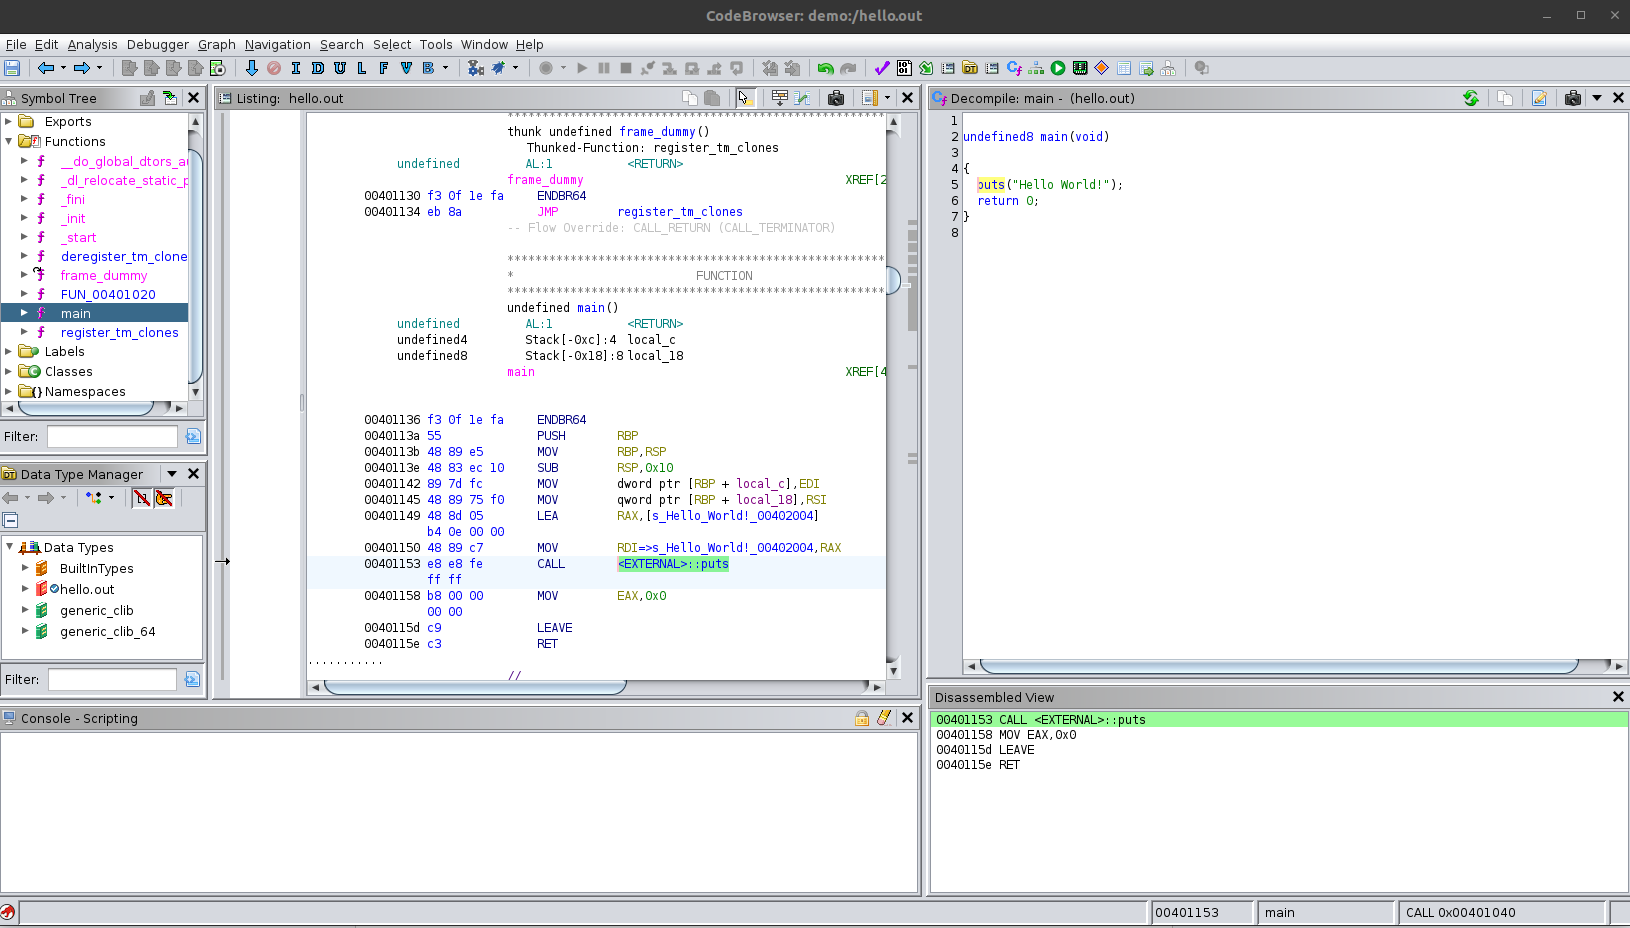 CodeBrowser: demo:/hello.out
File Edit Analysis Debugger Graph Navigation Search Select Tools Window Help
I D U L F V B
Symbol Tree
Exports
Functions
__do_global_dtors_au
_dl_relocate_static_p
_fini
_init
_start
deregister_tm_clone
frame_dummy
FUN_00401020
main
register_tm_clones
Labels
Classes
Namespaces
Filter:
Data Type Manager
Data Types
BuiltInTypes
hello.out
generic_clib
generic_clib_64
Filter:
Listing: hello.out
******************************************************
thunk undefined frame_dummy()
Thunked-Function: register_tm_clones
undefined AL:1 <RETURN>
frame_dummy XREF[2
00401130 f3 0f 1e fa ENDBR64
00401134 eb 8a JMP register_tm_clones
-- Flow Override: CALL_RETURN (CALL_TERMINATOR)
******************************************************
* FUNCTION
******************************************************
undefined main()
undefined AL:1 <RETURN>
undefined4 Stack[-0xc]:4 local_c
undefined8 Stack[-0x18]:8 local_18
main XREF[4
00401136 f3 0f 1e fa ENDBR64
0040113a 55 PUSH RBP
0040113b 48 89 e5 MOV RBP,RSP
0040113e 48 83 ec 10 SUB RSP,0x10
00401142 89 7d fc MOV dword ptr [RBP + local_c],EDI
00401145 48 89 75 f0 MOV qword ptr [RBP + local_18],RSI
00401149 48 8d 05 LEA RAX,[s_Hello_World!_00402004]
b4 0e 00 00
00401150 48 89 c7 MOV RDI=>s_Hello_World!_00402004,RAX
00401153 e8 e8 fe CALL <EXTERNAL>::puts
ff ff
00401158 b8 00 00 MOV EAX,0x0
00 00
0040115d c9 LEAVE
0040115e c3 RET
...........
//
Decompile: main - (hello.out)
1
2 undefined8 main(void)
3
4 {
5 puts("Hello World!");
6 return 0;
7 }
8
Console - Scripting
Disassembled View
00401153 CALL <EXTERNAL>::puts
00401158 MOV EAX,0x0
0040115d LEAVE
0040115e RET
00401153 main CALL 0x00401040